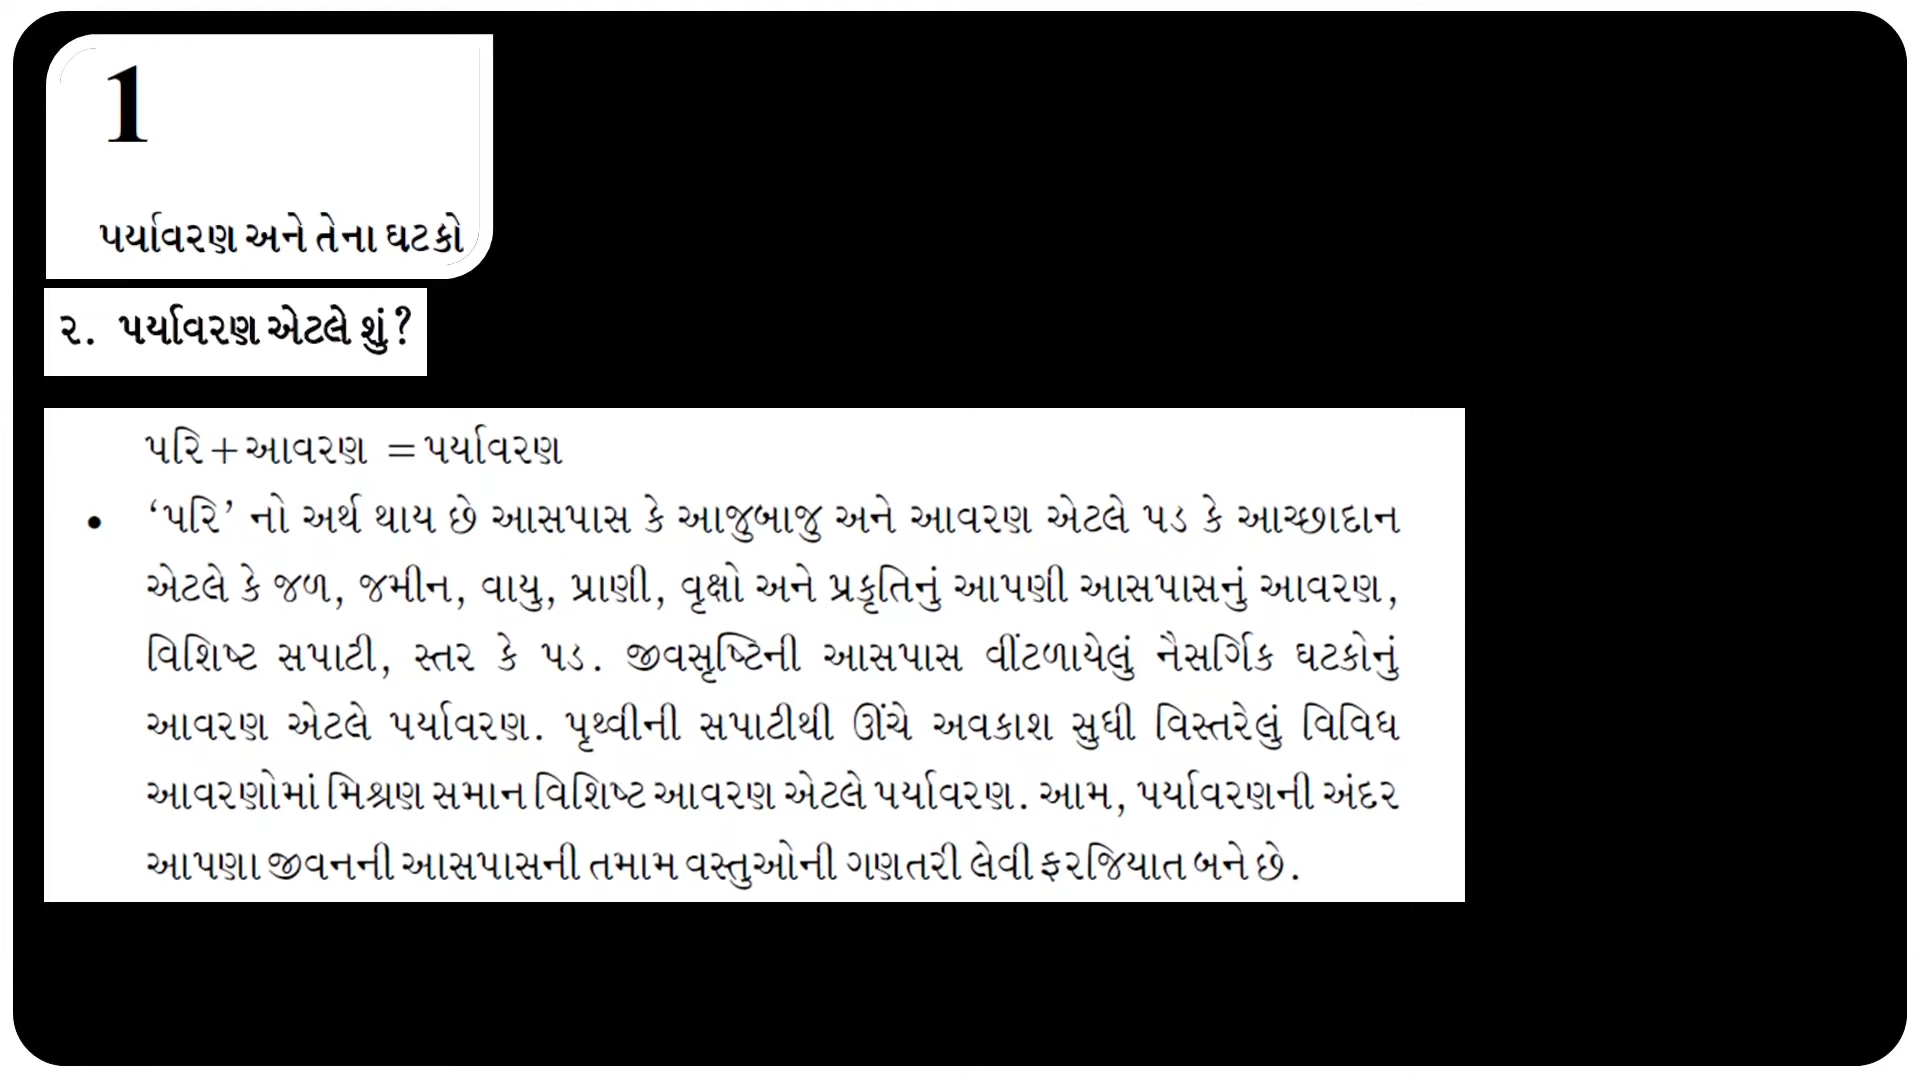 1
પર્યાવરણ અને તેના ઘટકો
૨. પર્યાવરણ એટલે શું?
પરિ + આવરણ = પર્યાવરણ
• ‘પરિ’ નો અર્થ થાય છે આસપાસ કે આજુબાજુ અને આવરણ એટલે પડ કે આચ્છાદાન
એટલે કે જળ, જમીન, વાયુ, પ્રાણી, વૃક્ષો અને પ્રકૃતિનું આપણી આસપાસનું આવરણ,
વિશિષ્ટ સપાટી, સ્તર કે પડ. જીવસૃષ્ટિની આસપાસ વીંટળાયેલું નૈસર્ગિક ઘટકોનું
આવરણ એટલે પર્યાવરણ. પૃથ્વીની સપાટીથી ઊંચે અવકાશ સુધી વિસ્તરેલું વિવિધ
આવરણોમાં મિશ્રણ સમાન વિશિષ્ટ આવરણ એટલે પર્યાવરણ. આમ, પર્યાવરણની અંદર
આપણા જીવનની આસપાસની તમામ વસ્તુઓની ગણતરી લેવી ફરજિયાત બને છે.